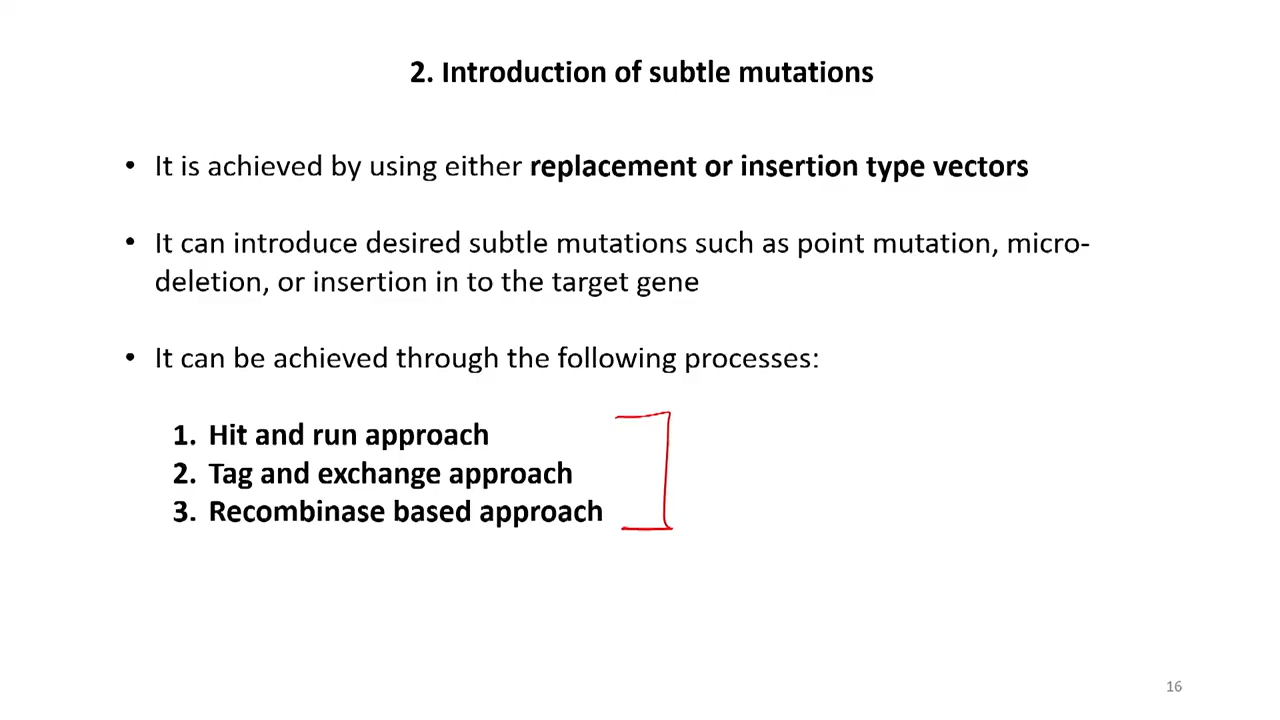 2. Introduction of subtle mutations
• It is achieved by using either replacement or insertion type vectors
• It can introduce desired subtle mutations such as point mutation, micro-
deletion, or insertion in to the target gene
• It can be achieved through the following processes:
1. Hit and run approach
2. Tag and exchange approach
3. Recombinase based approach
16